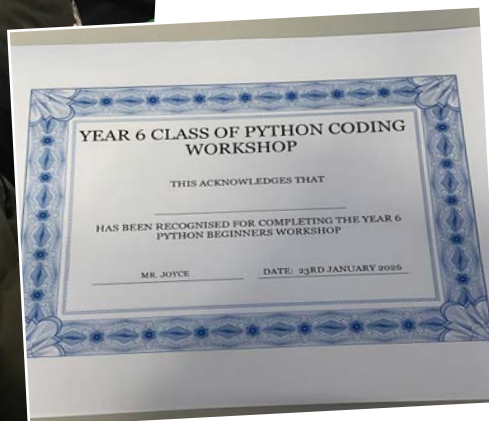 YEAR 6 CLASS OF PYTHON CODING
WORKSHOP
THIS ACKNOWLEDGES THAT
HAS BEEN RECOGNISED FOR COMPLETING THE YEAR 6
PYTHON BEGINNERS WORKSHOP
MR. JOYCE
DATE: 23RD JANUARY 2026